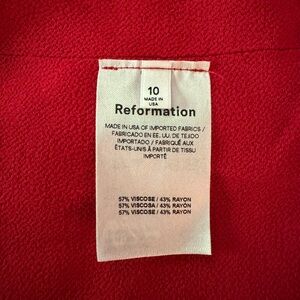 10
MADE IN
USA
Reformation
MADE IN USA OF IMPORTED FABRICS /
FABRICADO EN EE. UU. DE TEJIDO
IMPORTADO / FABRIQUÉ AUX
ÉTATS-UNIS À PARTIR DE TISSU
IMPORTÉ
57% VISCOSE / 43% RAYON
57% VISCOSA / 43% RAYÓN
57% VISCOSE / 43% RAYON